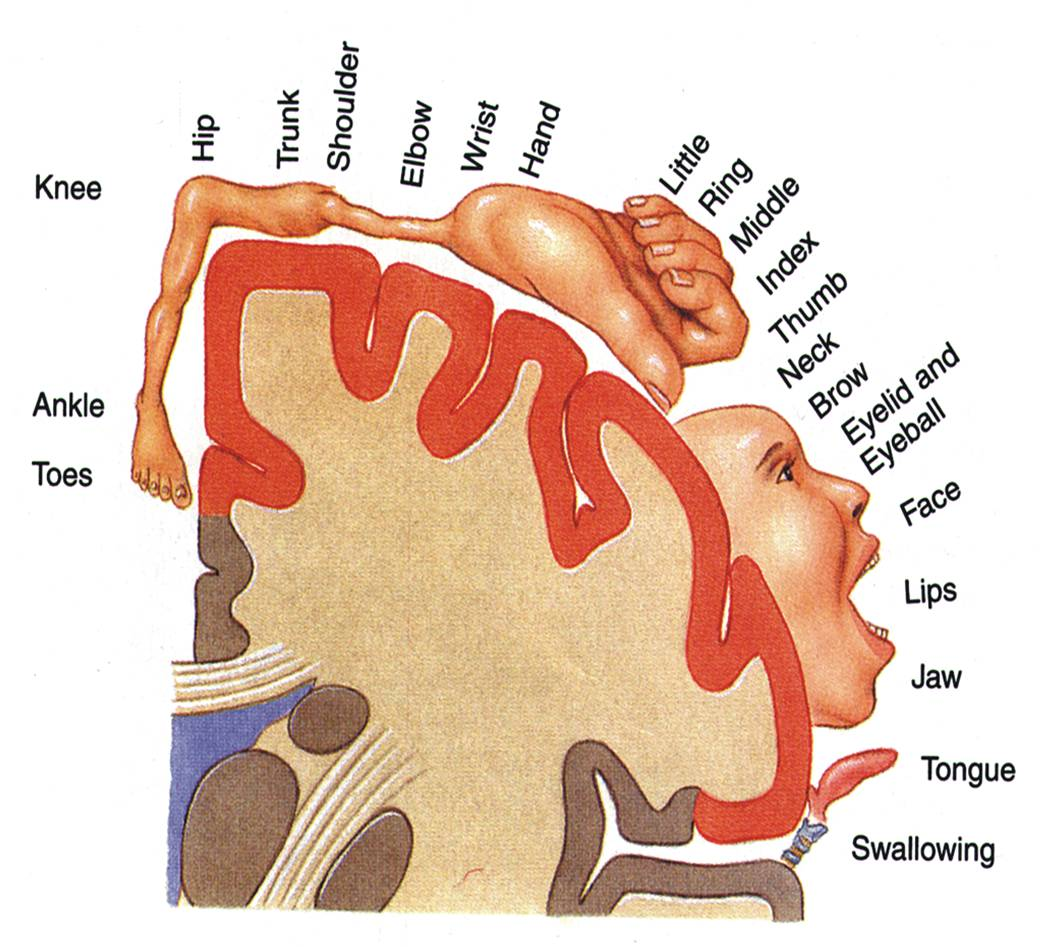 Toes
Ankle
Knee
Hip
Trunk
Shoulder
Elbow
Wrist
Hand
Little
Ring
Middle
Index
Thumb
Neck
Brow
Eyelid and
Eyeball
Face
Lips
Jaw
Tongue
Swallowing